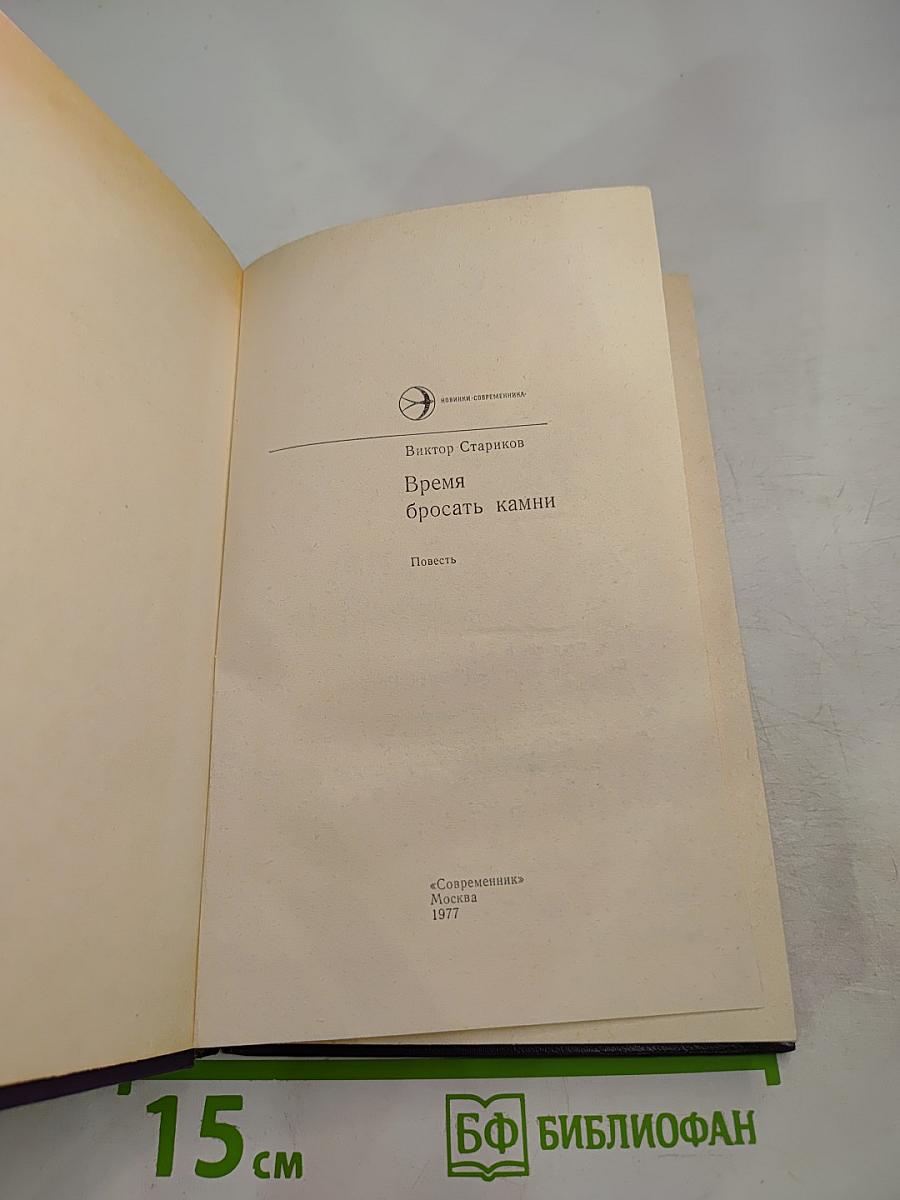 НОВИНКИ «СОВРЕМЕННИКА»
Виктор Стариков
Время
бросать камни
Повесть
«Современник»
Москва
1977
15 см
БФ БИБЛИОФАН